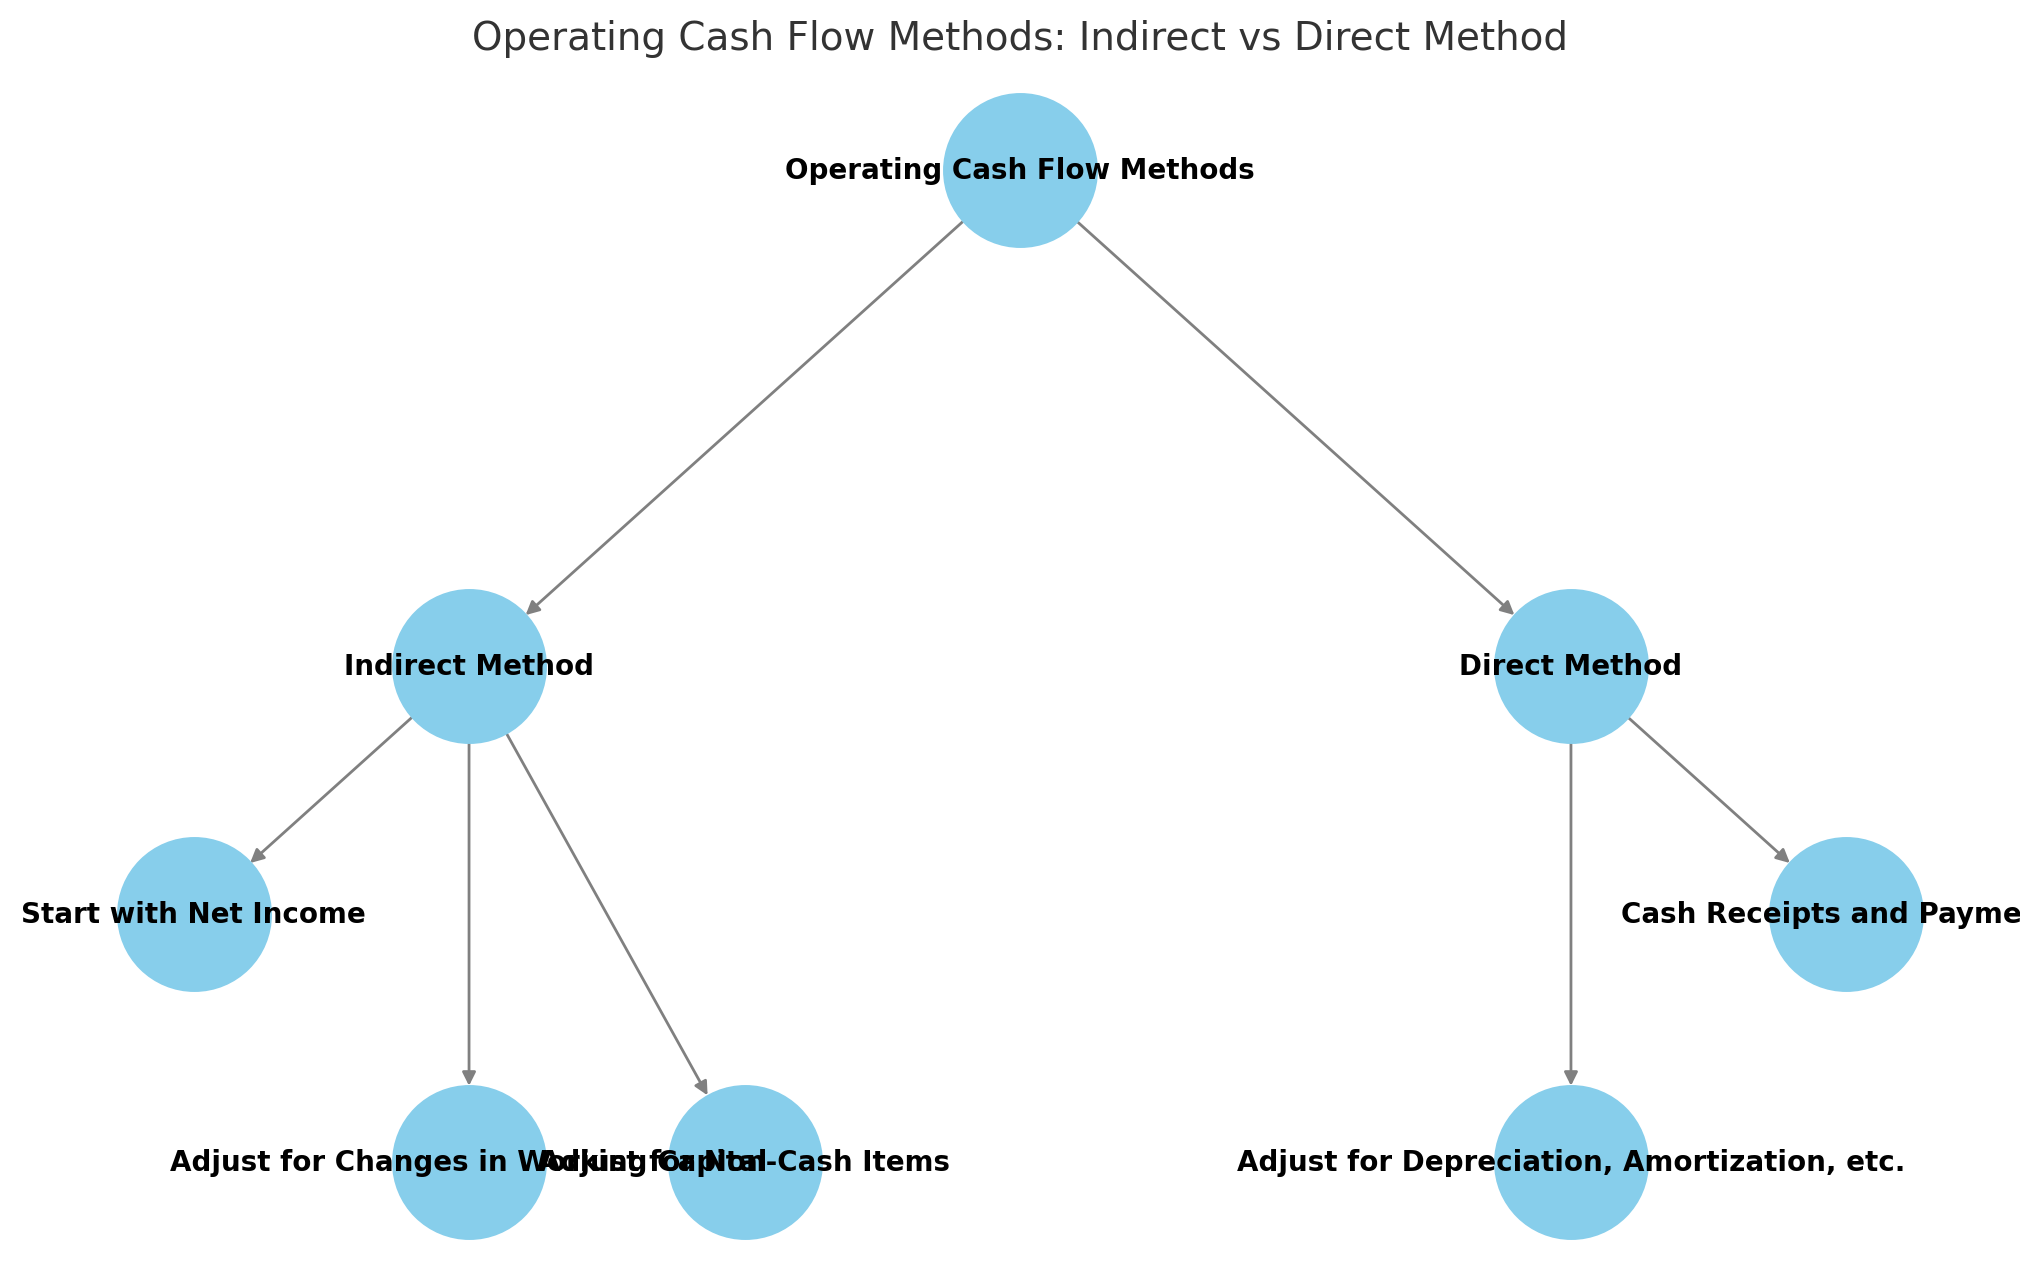 Operating Cash Flow Methods: Indirect vs Direct Method
Operating Cash Flow Methods
Indirect Method
Direct Method
Start with Net Income
Cash Receipts and Payme
Adjust for Changes in Working Capital
Adjust for Non-Cash Items
Adjust for Depreciation, Amortization, etc.